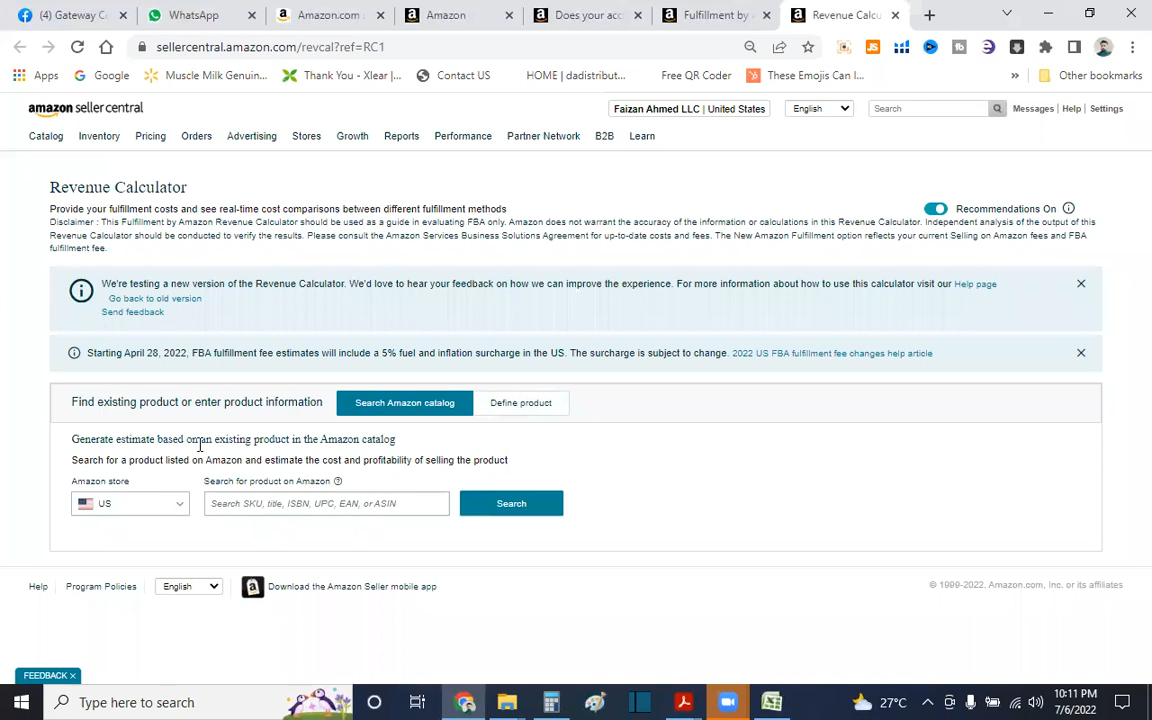 (4) Gateway C
WhatsApp
Amazon.com
Amazon
Does your acc
Fulfillment by
Revenue Calcu
sellercentral.amazon.com/revcal?ref=RC1
Apps
Google
Muscle Milk Genuin...
Thank You - Xlear |...
Contact US
HOME | dadistribut...
Free QR Coder
These Emojis Can I...
»
Other bookmarks
amazon seller central
Faizan Ahmed LLC | United States
English
Search
Messages | Help | Settings
Catalog Inventory Pricing Orders Advertising Stores Growth Reports Performance Partner Network B2B Learn
Revenue Calculator
Provide your fulfillment costs and see real-time cost comparisons between different fulfillment methods
Recommendations On
Disclaimer : This Fulfillment by Amazon Revenue Calculator should be used as a guide in evaluating FBA only. Amazon does not warrant the accuracy of the information or calculations in this Revenue Calculator. Independent analysis of the output of this
Revenue Calculator should be conducted to verify the results. Please consult the Amazon Services Business Solutions Agreement for up-to-date costs and fees. The New Amazon Fulfillment option reflects your current Selling on Amazon fees and FBA
fulfillment fee.
We're testing a new version of the Revenue Calculator. We'd love to hear your feedback on how we can improve the experience. For more information about how to use this calculator visit our Help page
Go back to old version
Send feedback
Starting April 28, 2022, FBA fulfillment fee estimates will include a 5% fuel and inflation surcharge in the US. The surcharge is subject to change. 2022 US FBA fulfillment fee changes help article
Find existing product or enter product information
Search Amazon catalog
Define product
Generate estimate based on an existing product in the Amazon catalog
Search for a product listed on Amazon and estimate the cost and profitability of selling the product
Amazon store
Search for product on Amazon
US
Search SKU, title, ISBN, UPC, EAN, or ASIN
Search
Help
Program Policies
English
Download the Amazon Seller mobile app
© 1999-2022, Amazon.com, Inc. or its affiliates
FEEDBACK ×
Type here to search
27°C
10:11 PM
7/6/2022